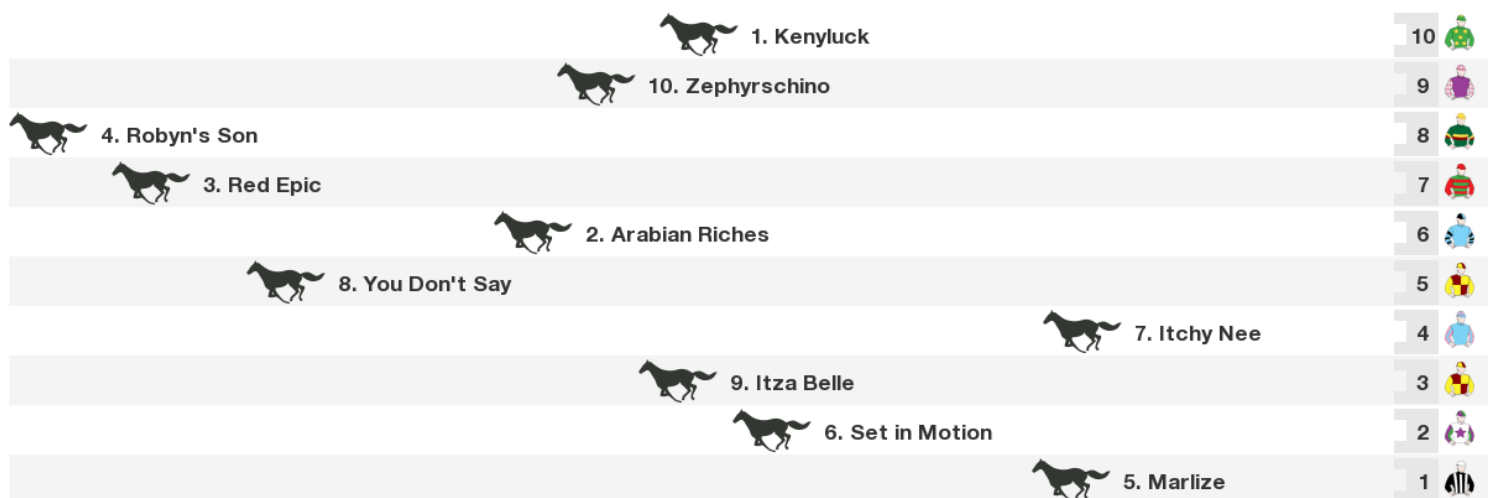 1. Kenyluck 10
10. Zephyrschino 9
4. Robyn's Son 8
3. Red Epic 7
2. Arabian Riches 6
8. You Don't Say 5
7. Itchy Nee 4
9. Itza Belle 3
6. Set in Motion 2
5. Marlize 1